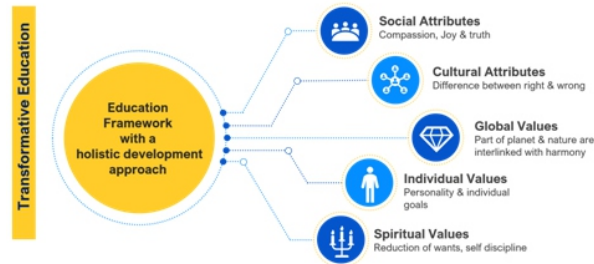 Transformative Education
Education
Framework
with a
holistic development
approach
Social Attributes
Compassion, Joy & truth
Cultural Attributes
Difference between right & wrong
Global Values
Part of planet & nature are
interlinked with harmony
Individual Values
Personality & individual
goals
Spiritual Values
Reduction of wants, self discipline